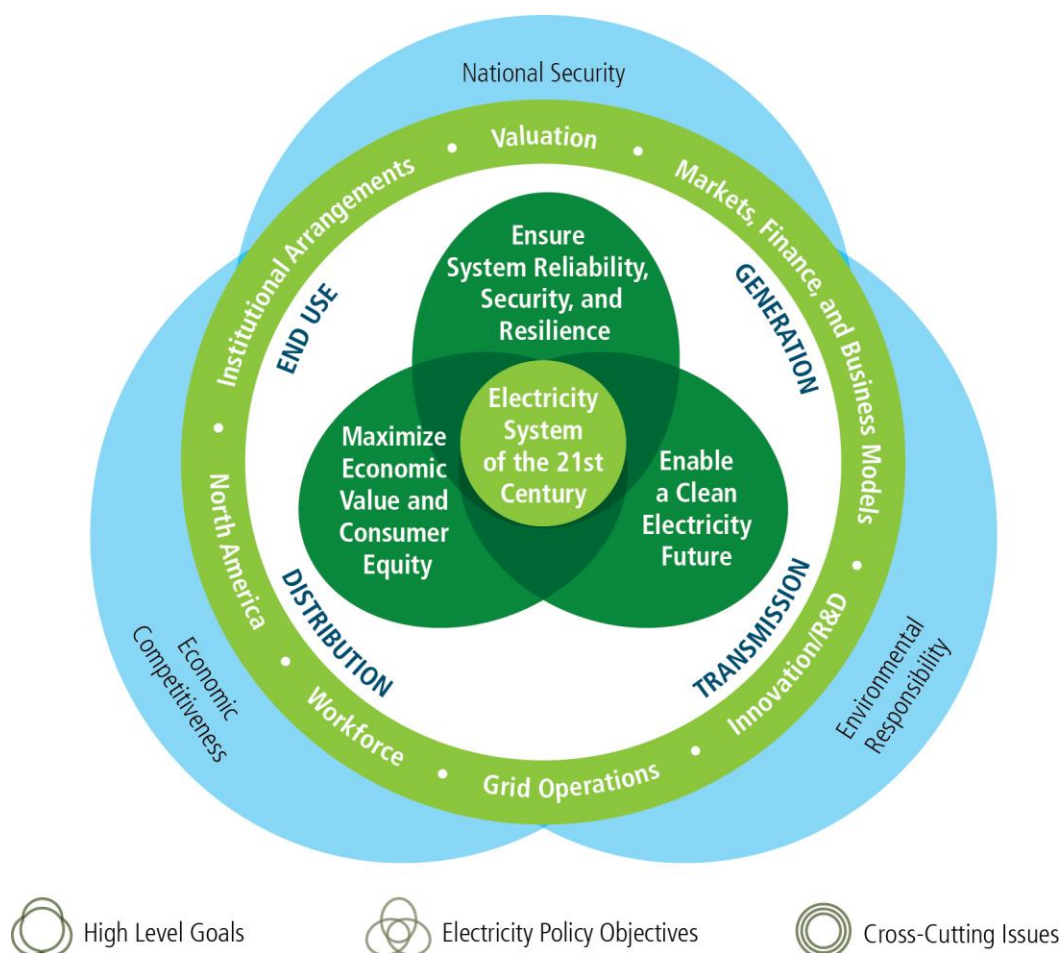 National Security
Valuation
Markets, Finance, and Business Models
Innovation/R&D
Grid Operations
Workforce
North America
Institutional Arrangements
END USE
GENERATION
TRANSMISSION
DISTRIBUTION
Ensure
System Reliability,
Security, and
Resilience
Electricity
System
of the 21st
Century
Maximize
Economic
Value and
Consumer
Equity
Enable
a Clean
Electricity
Future
Economic
Competitiveness
Environmental
Responsibility
High Level Goals
Electricity Policy Objectives
Cross-Cutting Issues